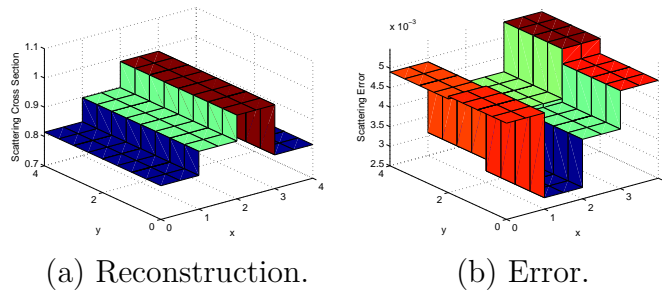 1.1
1
0.9
0.8
0.7
Scattering Cross Section
4
2
0
y
0
1
2
3
4
x
(a) Reconstruction.
x 10⁻³
5
4.5
4
3.5
3
2.5
Scattering Error
4
2
0
y
0
1
2
3
x
(b) Error.